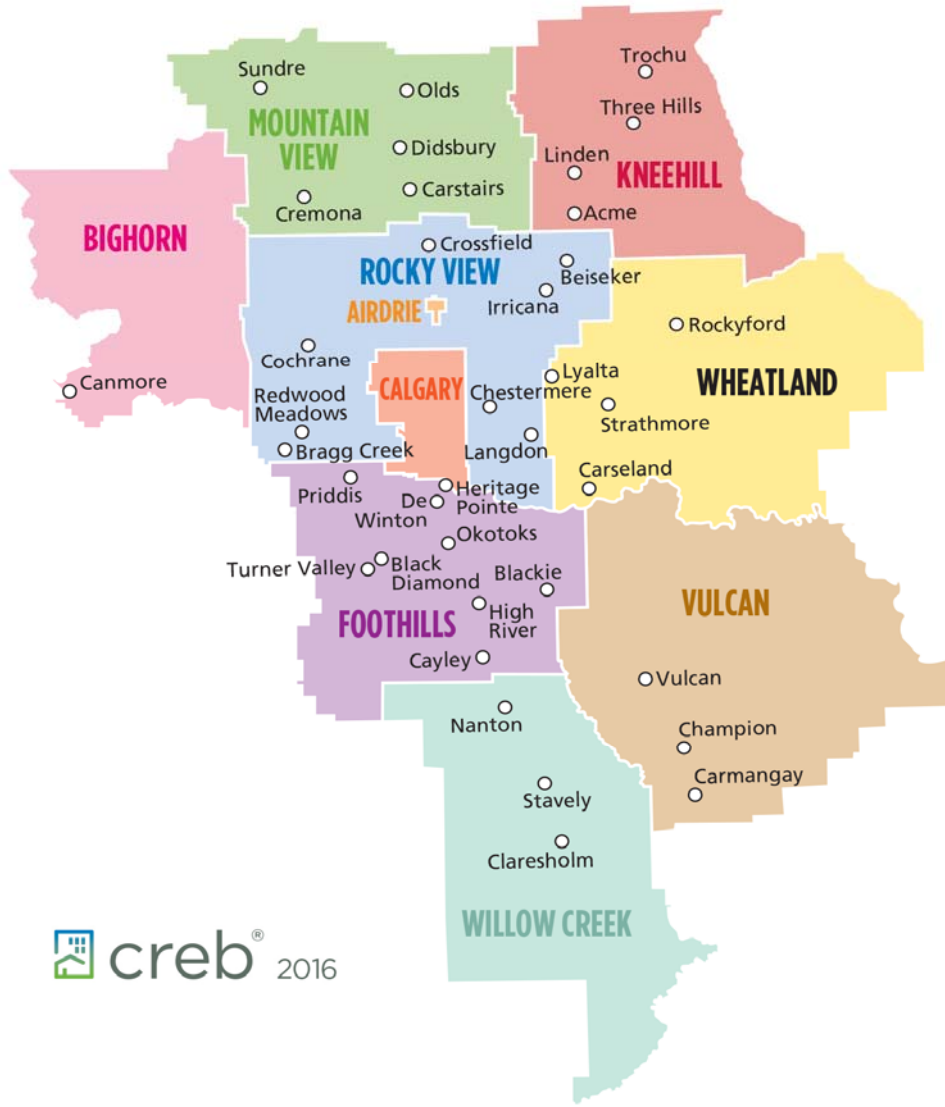 Trochu
Sundre
Olds
Three Hills
MOUNTAIN
VIEW
Didsbury
Linden
KNEEHILL
Carstairs
Cremona
Acme
BIGHORN
Crossfield
ROCKY VIEW
Beiseker
Irricana
AIRDRIE
Rockyford
Cochrane
Lyalta
Canmore
CALGARY
Chestermere
WHEATLAND
Redwood
Meadows
Strathmore
Bragg Creek
Langdon
Carseland
Priddis
Heritage
Pointe
De
Winton
Okotoks
Turner Valley
Black
Diamond
Blackie
VULCAN
FOOTHILLS
High
River
Cayley
Vulcan
Nanton
Champion
Carmangay
Stavely
Claresholm
WILLOW CREEK
creb® 2016